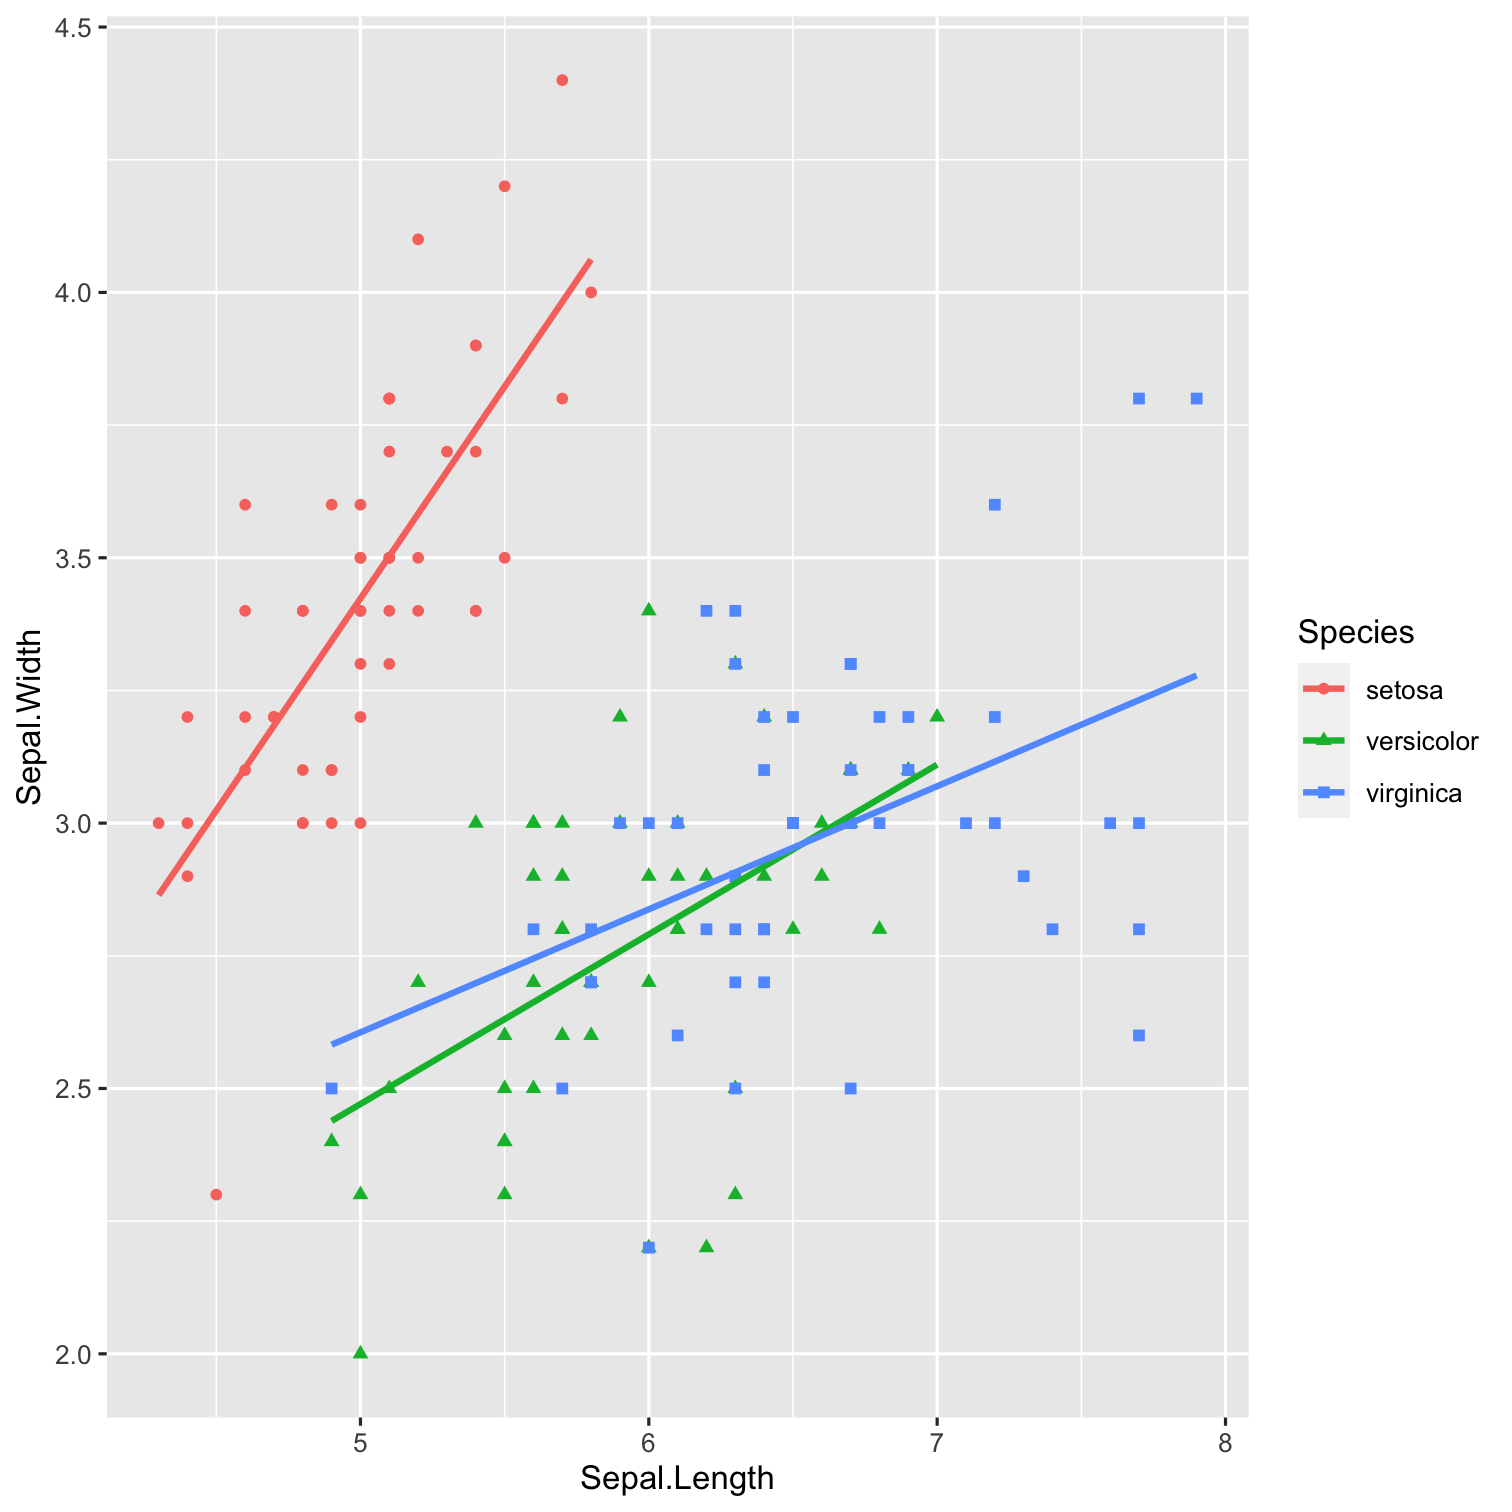 4.5
4.0
3.5
3.0
2.5
2.0
Sepal.Width
5 6 7 8
Sepal.Length
Species
setosa
versicolor
virginica